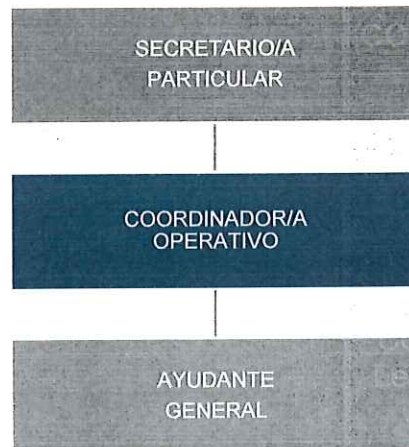 SECRETARIO/A
PARTICULAR
COORDINADOR/A
OPERATIVO
AYUDANTE
GENERAL